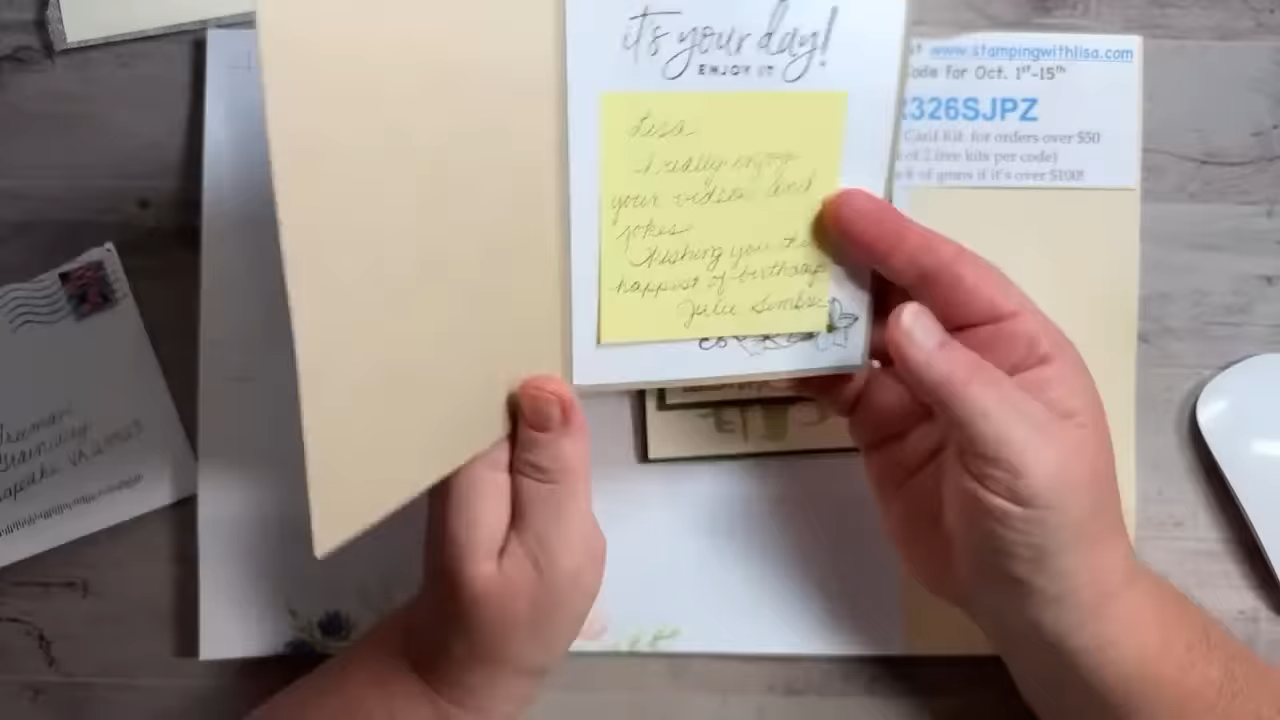 it's your day!
ENJOY IT
Lisa
I really enjoy
your videos and
jokes
Wishing you the
happiest of birthdays
Julie
www.stampingwithlisa.com
Code for Oct. 1st-15th
326SJPZ
Card Kit for orders over $50
of 2 free kits per code)
if it's over $100!
Freeman
VA